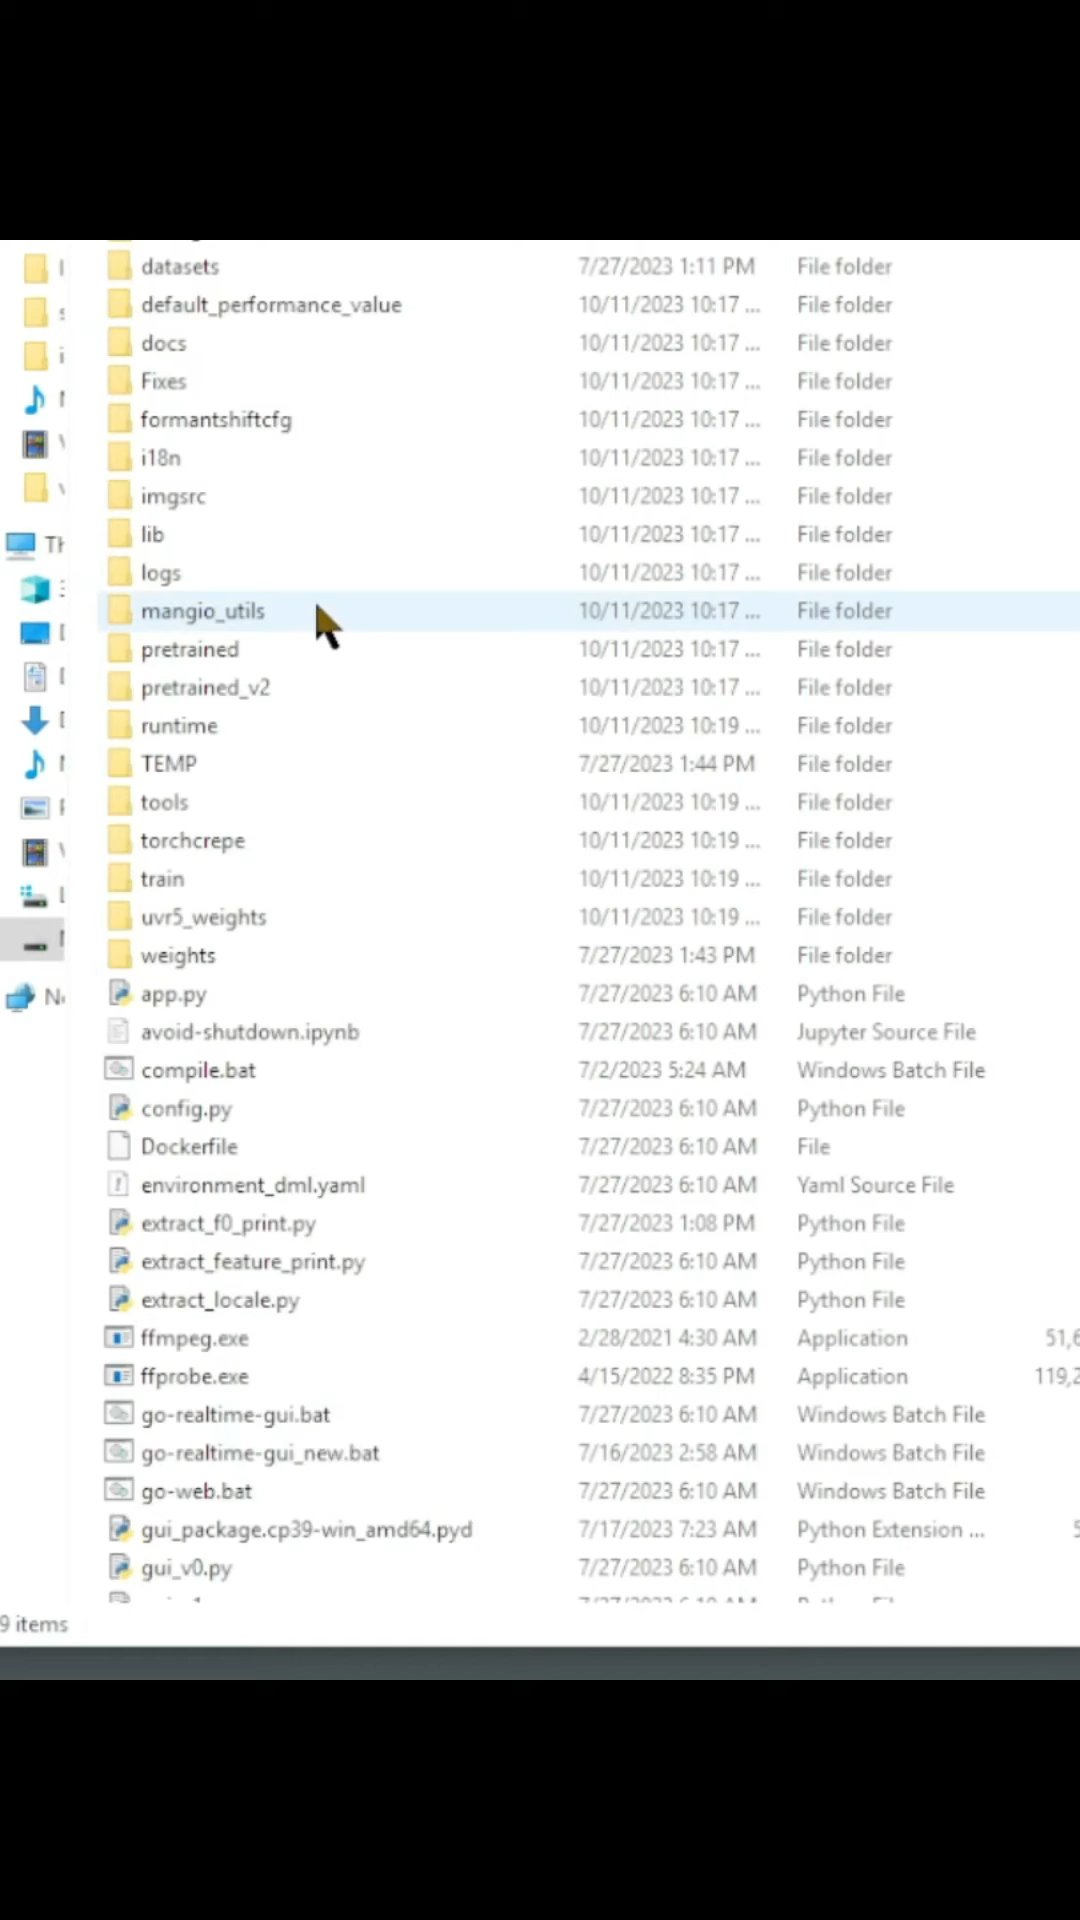 datasets 7/27/2023 1:11 PM File folder
default_performance_value 10/11/2023 10:17 ... File folder
docs 10/11/2023 10:17 ... File folder
Fixes 10/11/2023 10:17 ... File folder
formantshiftcfg 10/11/2023 10:17 ... File folder
i18n 10/11/2023 10:17 ... File folder
imgsrc 10/11/2023 10:17 ... File folder
lib 10/11/2023 10:17 ... File folder
logs 10/11/2023 10:17 ... File folder
mangio_utils 10/11/2023 10:17 ... File folder
pretrained 10/11/2023 10:17 ... File folder
pretrained_v2 10/11/2023 10:17 ... File folder
runtime 10/11/2023 10:19 ... File folder
TEMP 7/27/2023 1:44 PM File folder
tools 10/11/2023 10:19 ... File folder
torchcrepe 10/11/2023 10:19 ... File folder
train 10/11/2023 10:19 ... File folder
uvr5_weights 10/11/2023 10:19 ... File folder
weights 7/27/2023 1:43 PM File folder
app.py 7/27/2023 6:10 AM Python File
avoid-shutdown.ipynb 7/27/2023 6:10 AM Jupyter Source File
compile.bat 7/2/2023 5:24 AM Windows Batch File
config.py 7/27/2023 6:10 AM Python File
Dockerfile 7/27/2023 6:10 AM File
environment_dml.yaml 7/27/2023 6:10 AM Yaml Source File
extract_f0_print.py 7/27/2023 1:08 PM Python File
extract_feature_print.py 7/27/2023 6:10 AM Python File
extract_locale.py 7/27/2023 6:10 AM Python File
ffmpeg.exe 2/28/2021 4:30 AM Application 51,6
ffprobe.exe 4/15/2022 8:35 PM Application 119,2
go-realtime-gui.bat 7/27/2023 6:10 AM Windows Batch File
go-realtime-gui_new.bat 7/16/2023 2:58 AM Windows Batch File
go-web.bat 7/27/2023 6:10 AM Windows Batch File
gui_package.cp39-win_amd64.pyd 7/17/2023 7:23 AM Python Extension ...
gui_v0.py 7/27/2023 6:10 AM Python File
9 items